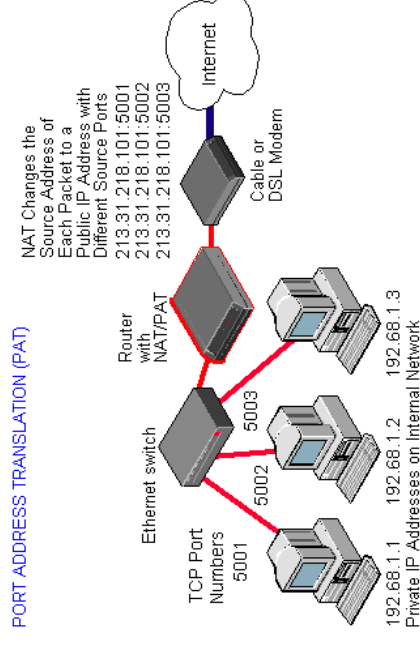 PORT ADDRESS TRANSLATION (PAT)
NAT Changes the
Source Address of
Each Packet to a
Public IP Address with
Different Source Ports
213.31.218.101:5001
213.31.218.101:5002
213.31.218.101:5003
Router
with
NAT/PAT
Internet
Ethernet switch
Cable or
DSL Modem
TCP Port
Numbers
5001
5002
5003
192.68.1.1
192.68.1.2
192.68.1.3
Private IP Addresses on Internal Network